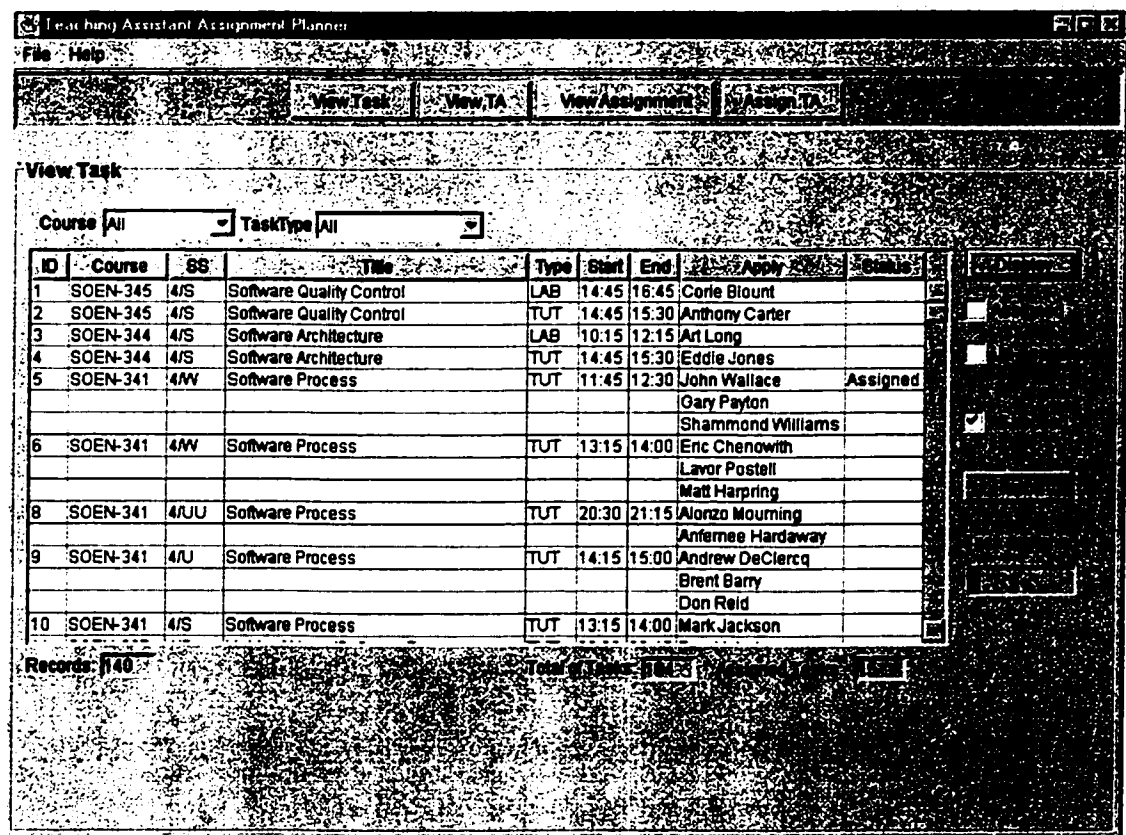 Teaching Assistant Assignment Planner
File Help
View Task View TA View Assignment Assign TA
View Task
Course All TaskType All
ID Course SS Title Type Start End Apply Status
1 SOEN-345 4/S Software Quality Control LAB 14:45 16:45 Corie Blount
2 SOEN-345 4/S Software Quality Control TUT 14:45 15:30 Anthony Carter
3 SOEN-344 4/S Software Architecture LAB 10:15 12:15 Art Long
4 SOEN-344 4/S Software Architecture TUT 14:45 15:30 Eddie Jones
5 SOEN-341 4/W Software Process TUT 11:45 12:30 John Wallace Assigned
Gary Payton
Shammond Williams
6 SOEN-341 4/W Software Process TUT 13:15 14:00 Eric Chenowith
Lavor Postell
Matt Harpring
8 SOEN-341 4/UU Software Process TUT 20:30 21:15 Alonzo Mourning
Anfernee Hardaway
9 SOEN-341 4/U Software Process TUT 14:15 15:00 Andrew DeClercq
Brent Barry
Don Reid
10 SOEN-341 4/S Software Process TUT 13:15 14:00 Mark Jackson
Records: 140 Total of Tasks: